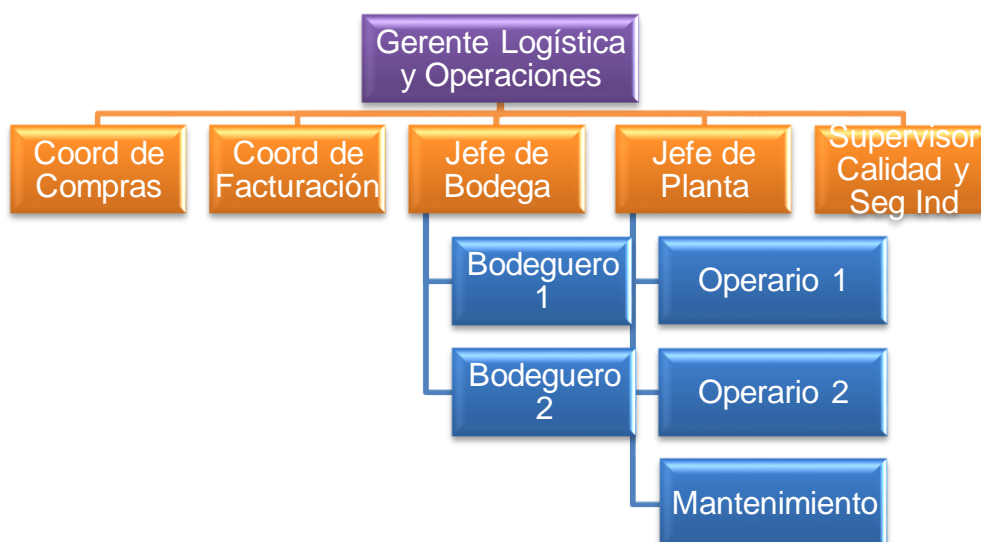 Gerente Logística
y Operaciones
Coord de
Compras
Coord de
Facturación
Jefe de
Bodega
Jefe de
Planta
Supervisor
Calidad y
Seg Ind
Bodeguero
1
Operario 1
Bodeguero
2
Operario 2
Mantenimiento